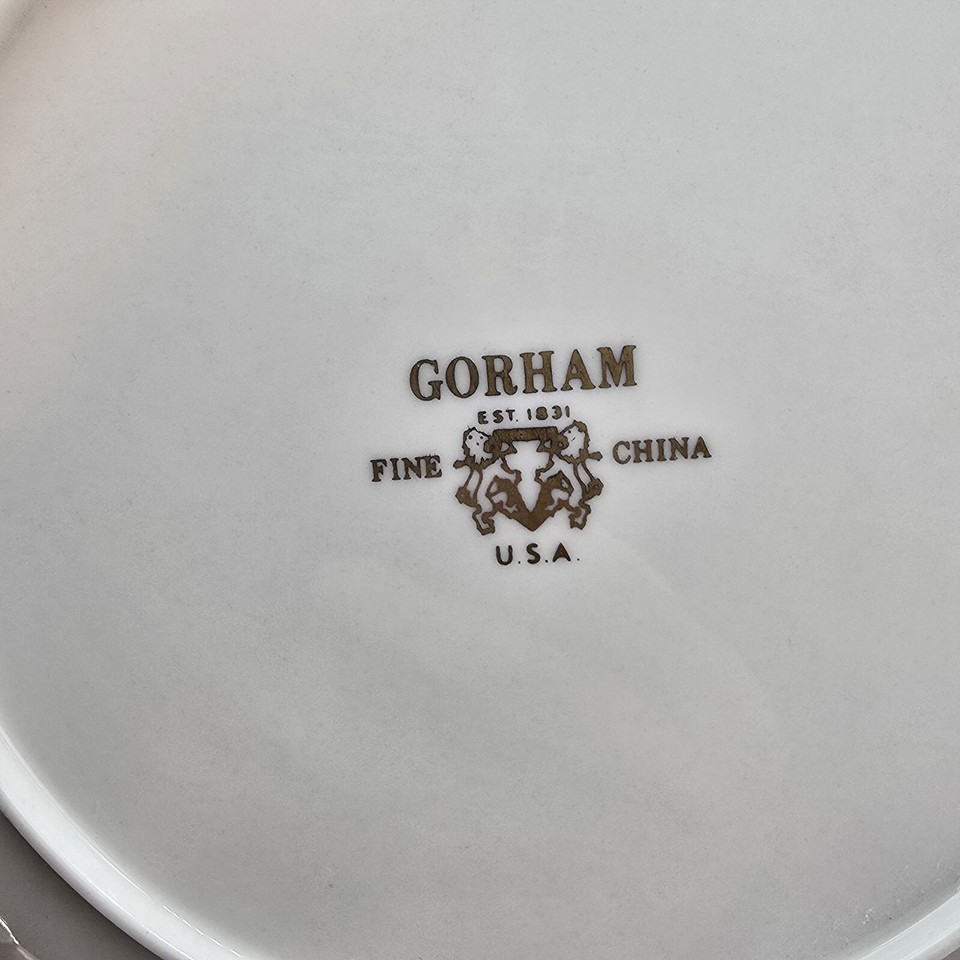 GORHAM
EST. 1831
FINE CHINA
U.S.A.